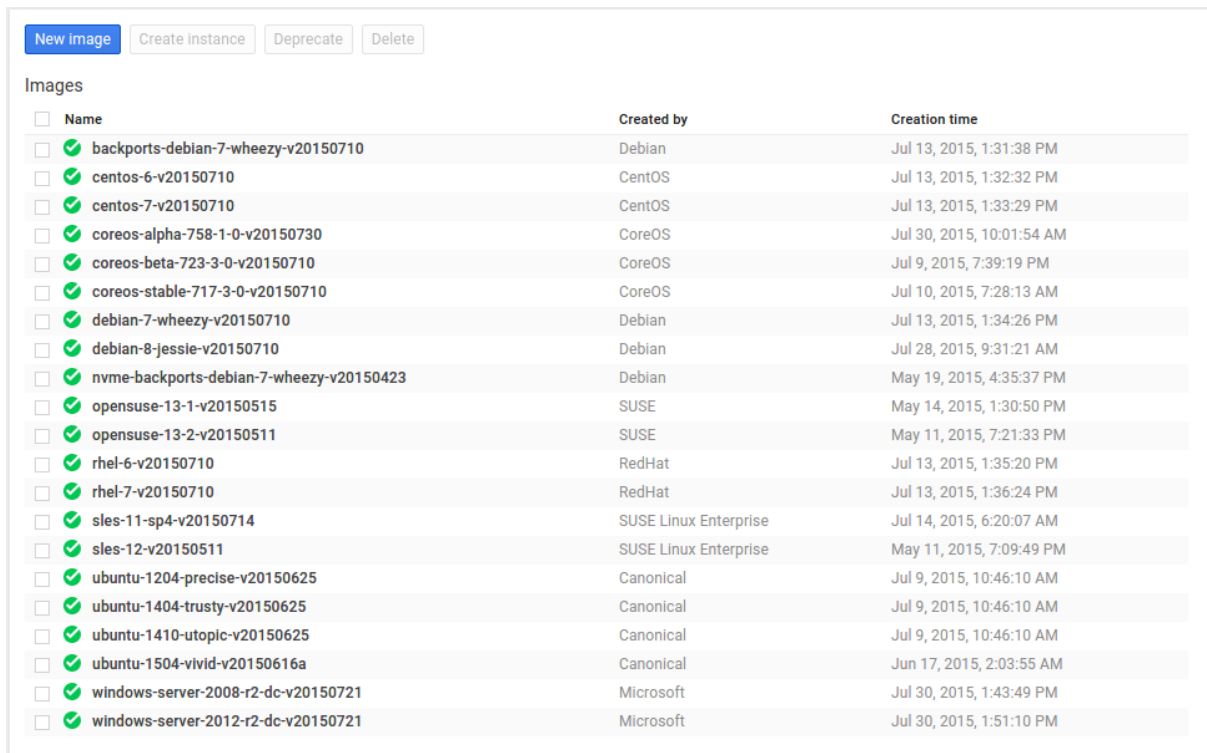 New image Create instance Deprecate Delete
Images
Name Created by Creation time
backports-debian-7-wheezy-v20150710 Debian Jul 13, 2015, 1:31:38 PM
centos-6-v20150710 CentOS Jul 13, 2015, 1:32:32 PM
centos-7-v20150710 CentOS Jul 13, 2015, 1:33:29 PM
coreos-alpha-758-1-0-v20150730 CoreOS Jul 30, 2015, 10:01:54 AM
coreos-beta-723-3-0-v20150710 CoreOS Jul 9, 2015, 7:39:19 PM
coreos-stable-717-3-0-v20150710 CoreOS Jul 10, 2015, 7:28:13 AM
debian-7-wheezy-v20150710 Debian Jul 13, 2015, 1:34:26 PM
debian-8-jessie-v20150710 Debian Jul 28, 2015, 9:31:21 AM
nvme-backports-debian-7-wheezy-v20150423 Debian May 19, 2015, 4:35:37 PM
opensuse-13-1-v20150515 SUSE May 14, 2015, 1:30:50 PM
opensuse-13-2-v20150511 SUSE May 11, 2015, 7:21:33 PM
rhel-6-v20150710 RedHat Jul 13, 2015, 1:35:20 PM
rhel-7-v20150710 RedHat Jul 13, 2015, 1:36:24 PM
sles-11-sp4-v20150714 SUSE Linux Enterprise Jul 14, 2015, 6:20:07 AM
sles-12-v20150511 SUSE Linux Enterprise May 11, 2015, 7:09:49 PM
ubuntu-1204-precise-v20150625 Canonical Jul 9, 2015, 10:46:10 AM
ubuntu-1404-trusty-v20150625 Canonical Jul 9, 2015, 10:46:10 AM
ubuntu-1410-utopic-v20150625 Canonical Jul 9, 2015, 10:46:10 AM
ubuntu-1504-vivid-v20150616a Canonical Jun 17, 2015, 2:03:55 AM
windows-server-2008-r2-dc-v20150721 Microsoft Jul 30, 2015, 1:43:49 PM
windows-server-2012-r2-dc-v20150721 Microsoft Jul 30, 2015, 1:51:10 PM